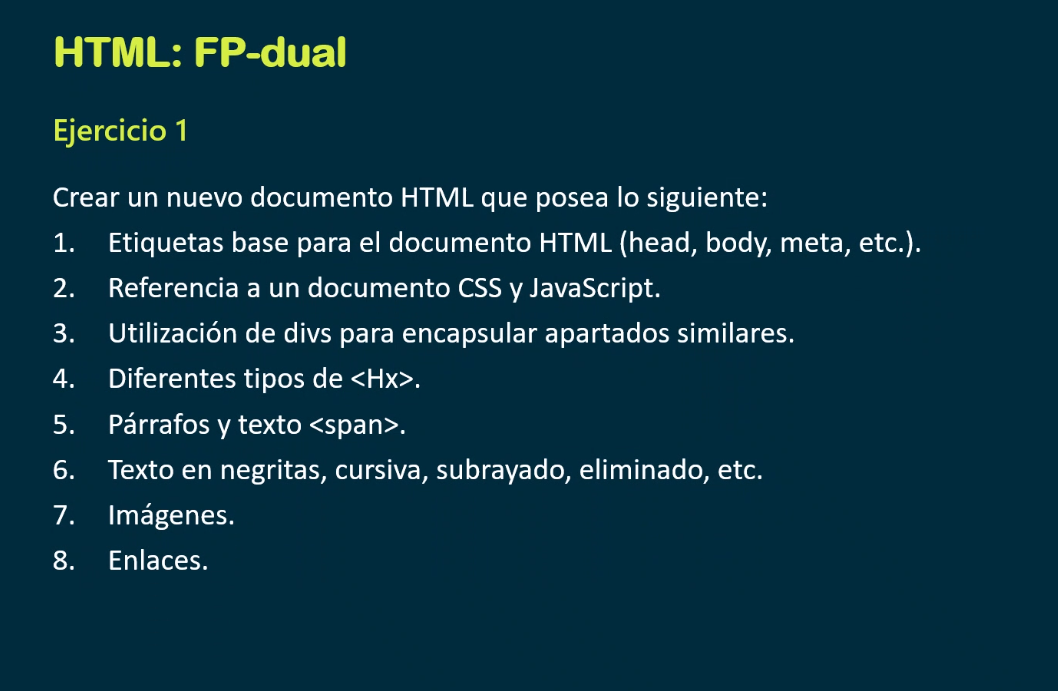 HTML: FP-dual
Ejercicio 1
Crear un nuevo documento HTML que posea lo siguiente:
1. Etiquetas base para el documento HTML (head, body, meta, etc.).
2. Referencia a un documento CSS y JavaScript.
3. Utilización de divs para encapsular apartados similares.
4. Diferentes tipos de <Hx>.
5. Párrafos y texto <span>.
6. Texto en negritas, cursiva, subrayado, eliminado, etc.
7. Imágenes.
8. Enlaces.